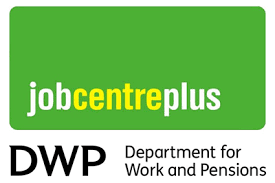 jobcentreplus
DWP
Department for
Work and Pensions